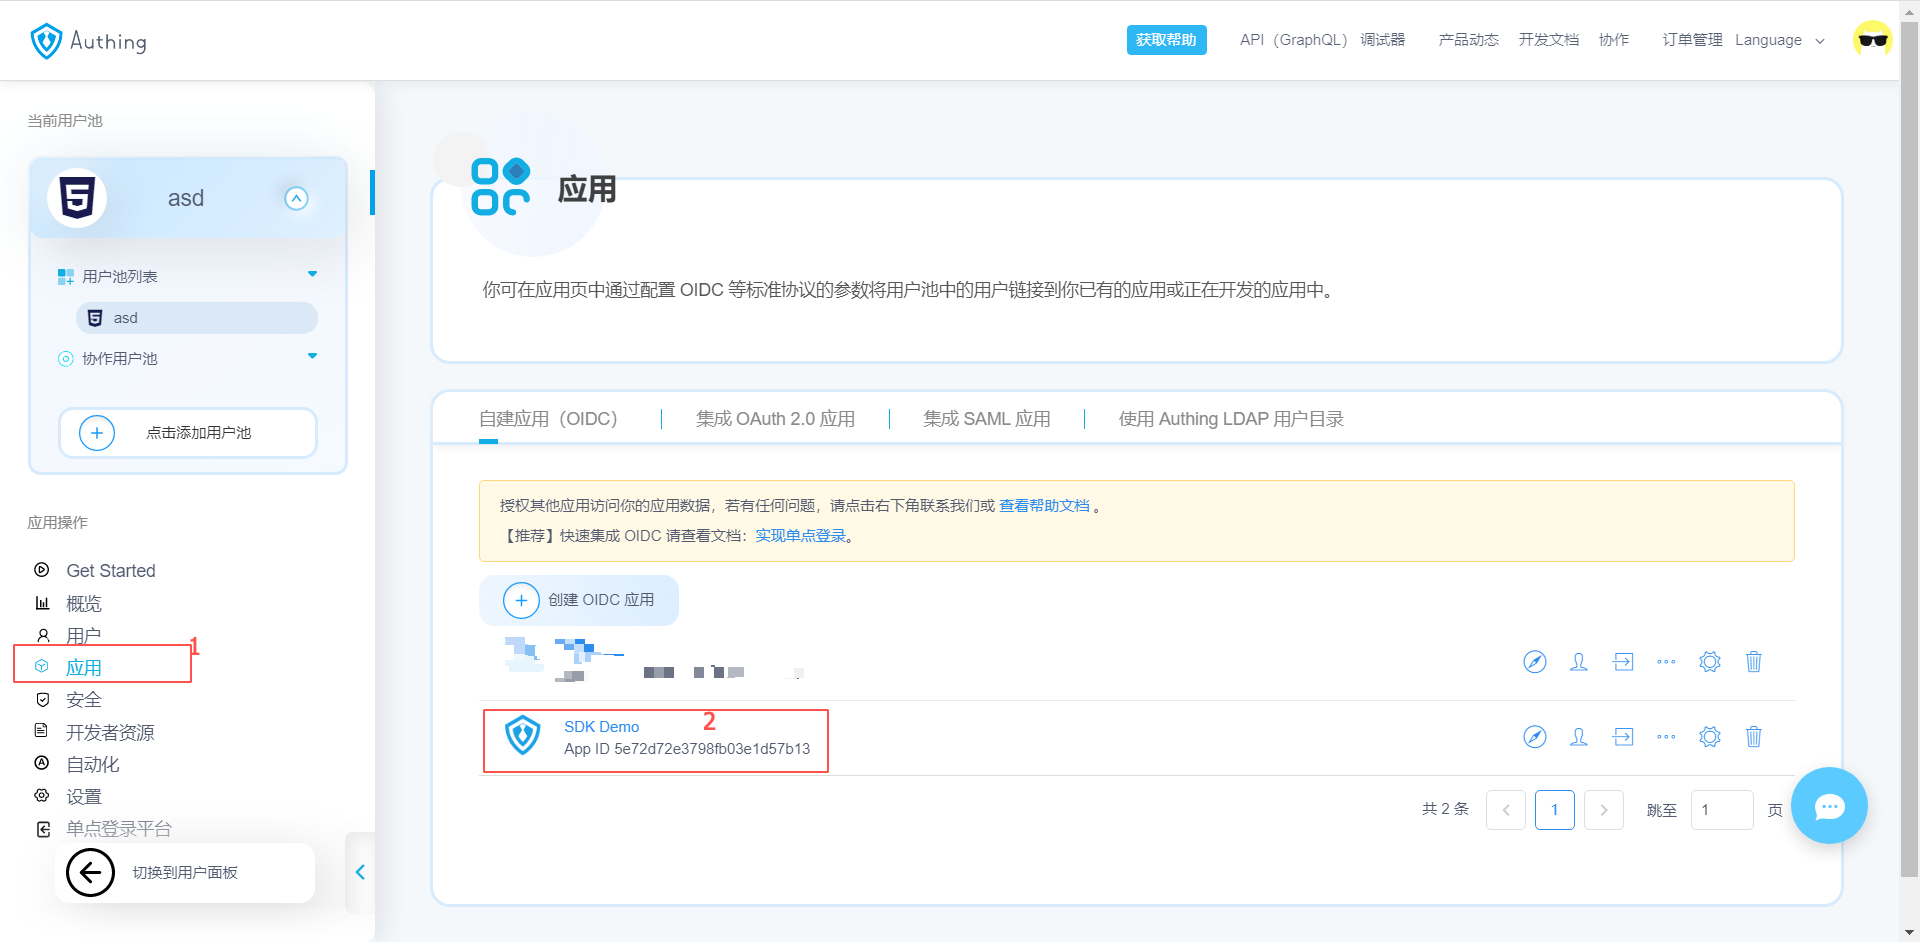 Authing
获取帮助
API（GraphQL） 调试器
产品动态
开发文档
协作
订单管理
Language
当前用户池
asd
用户池列表
asd
协作用户池
点击添加用户池
应用操作
Get Started
概览
用户
应用
1
安全
开发者资源
自动化
设置
单点登录平台
切换到用户面板
应用
你可在应用页中通过配置 OIDC 等标准协议的参数将用户池中的用户链接到你已有的应用或正在开发的应用中。
自建应用（OIDC）
集成 OAuth 2.0 应用
集成 SAML 应用
使用 Authing LDAP 用户目录
授权其他应用访问你的应用数据，若有任何问题，请点击右下角联系我们或 查看帮助文档 。
【推荐】快速集成 OIDC 请查看文档：实现单点登录。
创建 OIDC 应用
SDK Demo
2
App ID 5e72d72e3798fb03e1d57b13
共 2 条
1
跳至
1
页